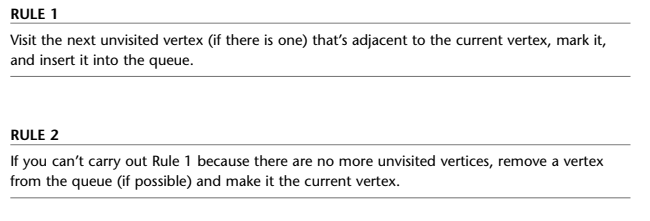 RULE 1
Visit the next unvisited vertex (if there is one) that’s adjacent to the current vertex, mark it,
and insert it into the queue.
RULE 2
If you can’t carry out Rule 1 because there are no more unvisited vertices, remove a vertex
from the queue (if possible) and make it the current vertex.